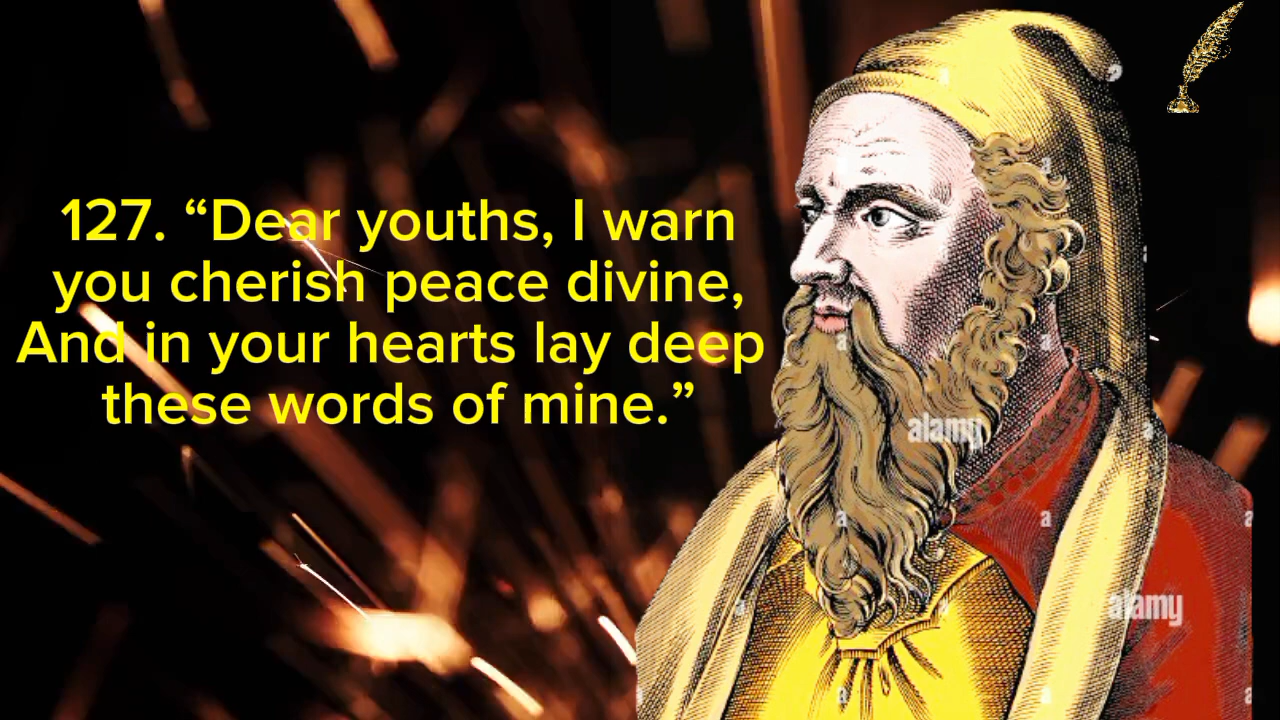 127. “Dear youths, I warn
you cherish peace divine,
And in your hearts lay deep
these words of mine.”
alamy
alamy
a
a
a
a
a
a
a
a
a
a
a
a
a
a